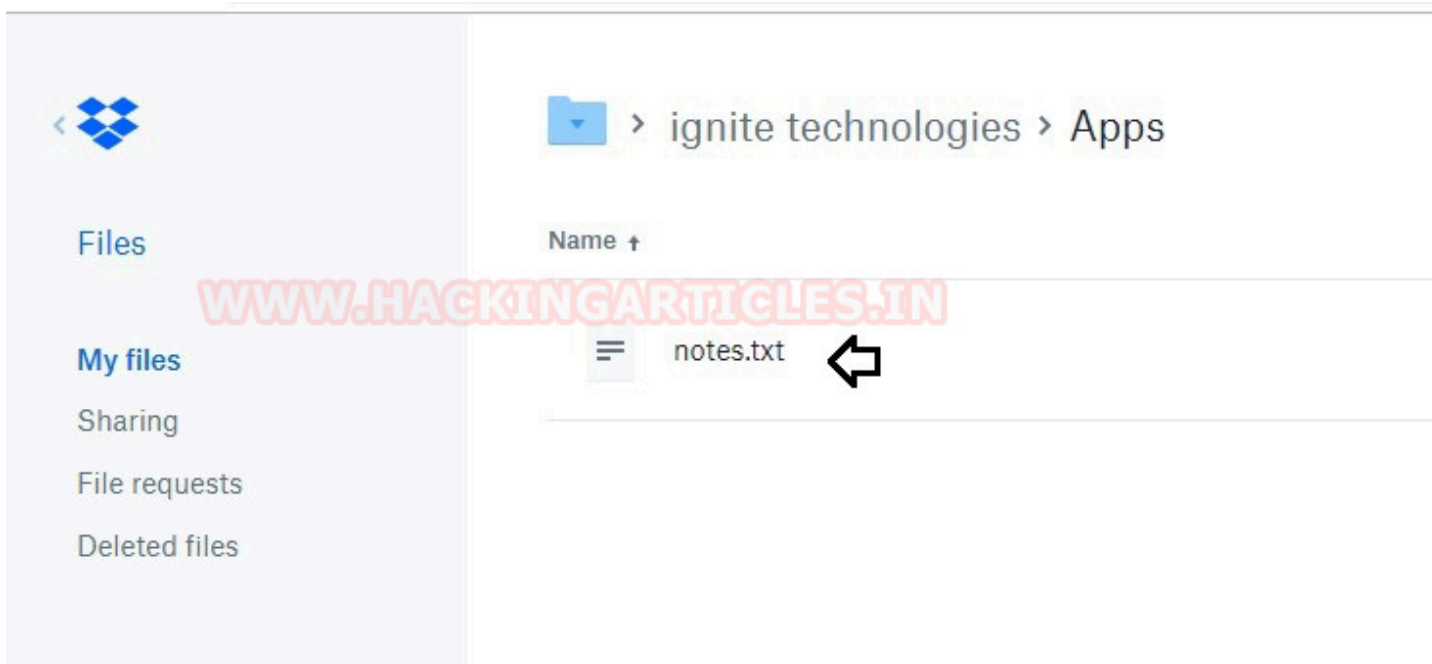 ignite technologies > Apps
Files
Name
WWW.HACKINGARTICLES.IN
My files
notes.txt
Sharing
File requests
Deleted files